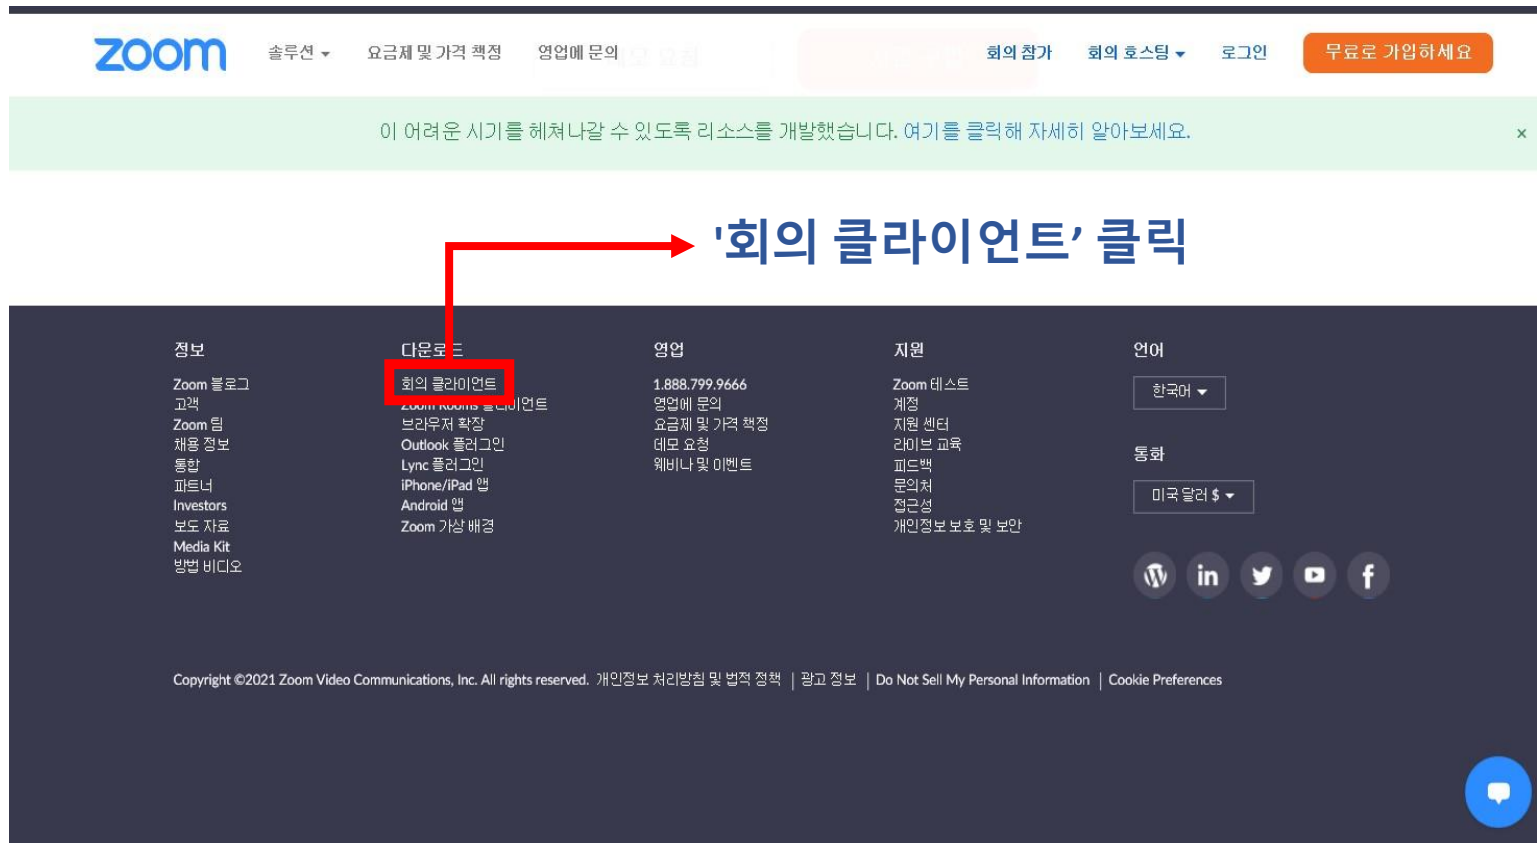 zoom 솔루션 요금제 및 가격 책정 영업에 문의 회의 참가 회의 호스팅 로그인 무료로 가입하세요
이 어려운 시기를 헤쳐나갈 수 있도록 리소스를 개발했습니다. 여기를 클릭해 자세히 알아보세요. ×
'회의 클라이언트’ 클릭
정보
Zoom 블로그
고객
Zoom 팀
채용 정보
통합
파트너
Investors
보도 자료
Media Kit
방법 비디오
다운로드
회의 클라이언트
Zoom Rooms 클라이언트
브라우저 확장
Outlook 플러그인
Lync 플러그인
iPhone/iPad 앱
Android 앱
Zoom 가상 배경
영업
1.888.799.9666
영업에 문의
요금제 및 가격 책정
데모 요청
웨비나 및 이벤트
지원
Zoom 테스트
계정
지원 센터
라이브 교육
피드백
문의처
접근성
개인정보 보호 및 보안
언어
한국어
통화
미국 달러 $
Copyright ©2021 Zoom Video Communications, Inc. All rights reserved. 개인정보 처리방침 및 법적 정책 | 광고 정보 | Do Not Sell My Personal Information | Cookie Preferences